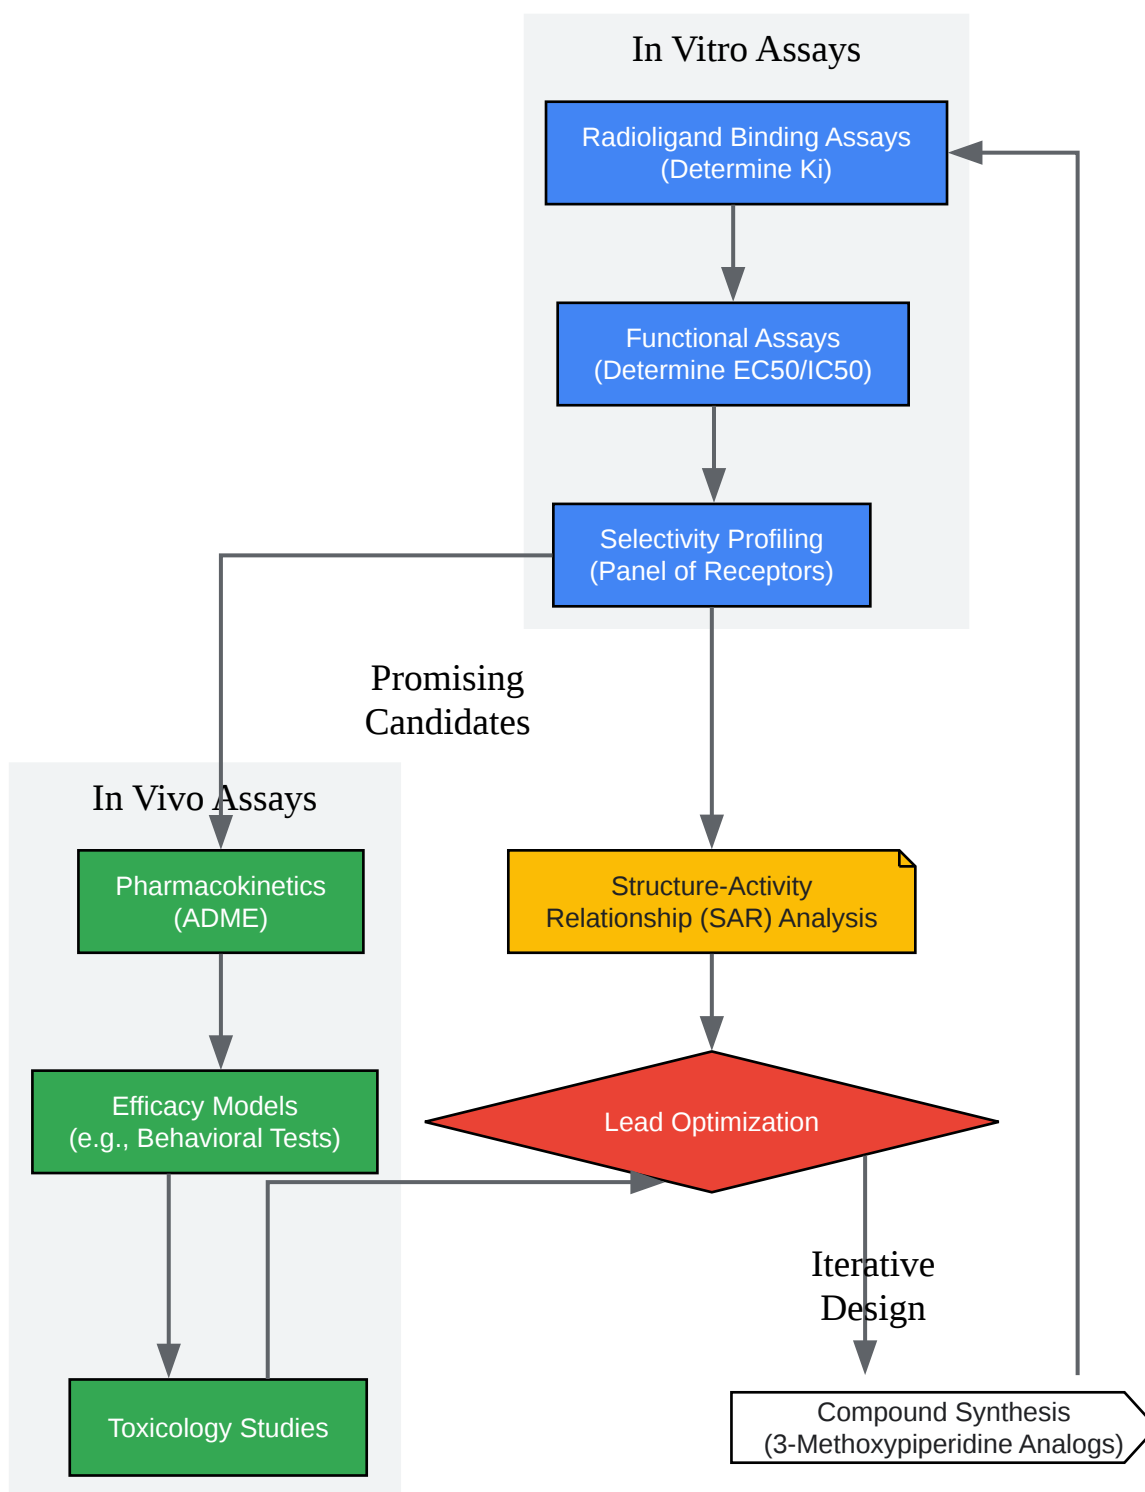 In Vitro Assays
Radioligand Binding Assays
(Determine Ki)
Functional Assays
(Determine EC50/IC50)
Selectivity Profiling
(Panel of Receptors)
Promising
Candidates
In Vivo Assays
Pharmacokinetics
(ADME)
Structure-Activity
Relationship (SAR) Analysis
Efficacy Models
(e.g., Behavioral Tests)
Lead Optimization
Iterative
Design
Toxicology Studies
Compound Synthesis
(3-Methoxypiperidine Analogs)